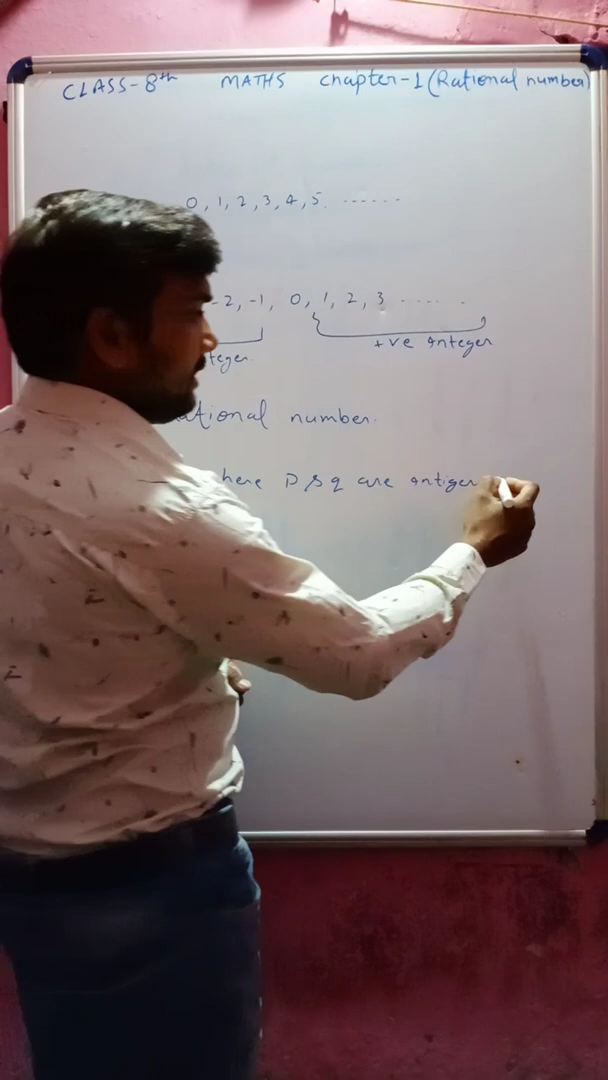 CLASS-8th MATHS Chapter-1 (Rational number)
0, 1, 2, 3, 4, 5. ......
-2, -1, 0, 1, 2, 3 ......
teger. +ve integer
ational number.
here P & q are intiger